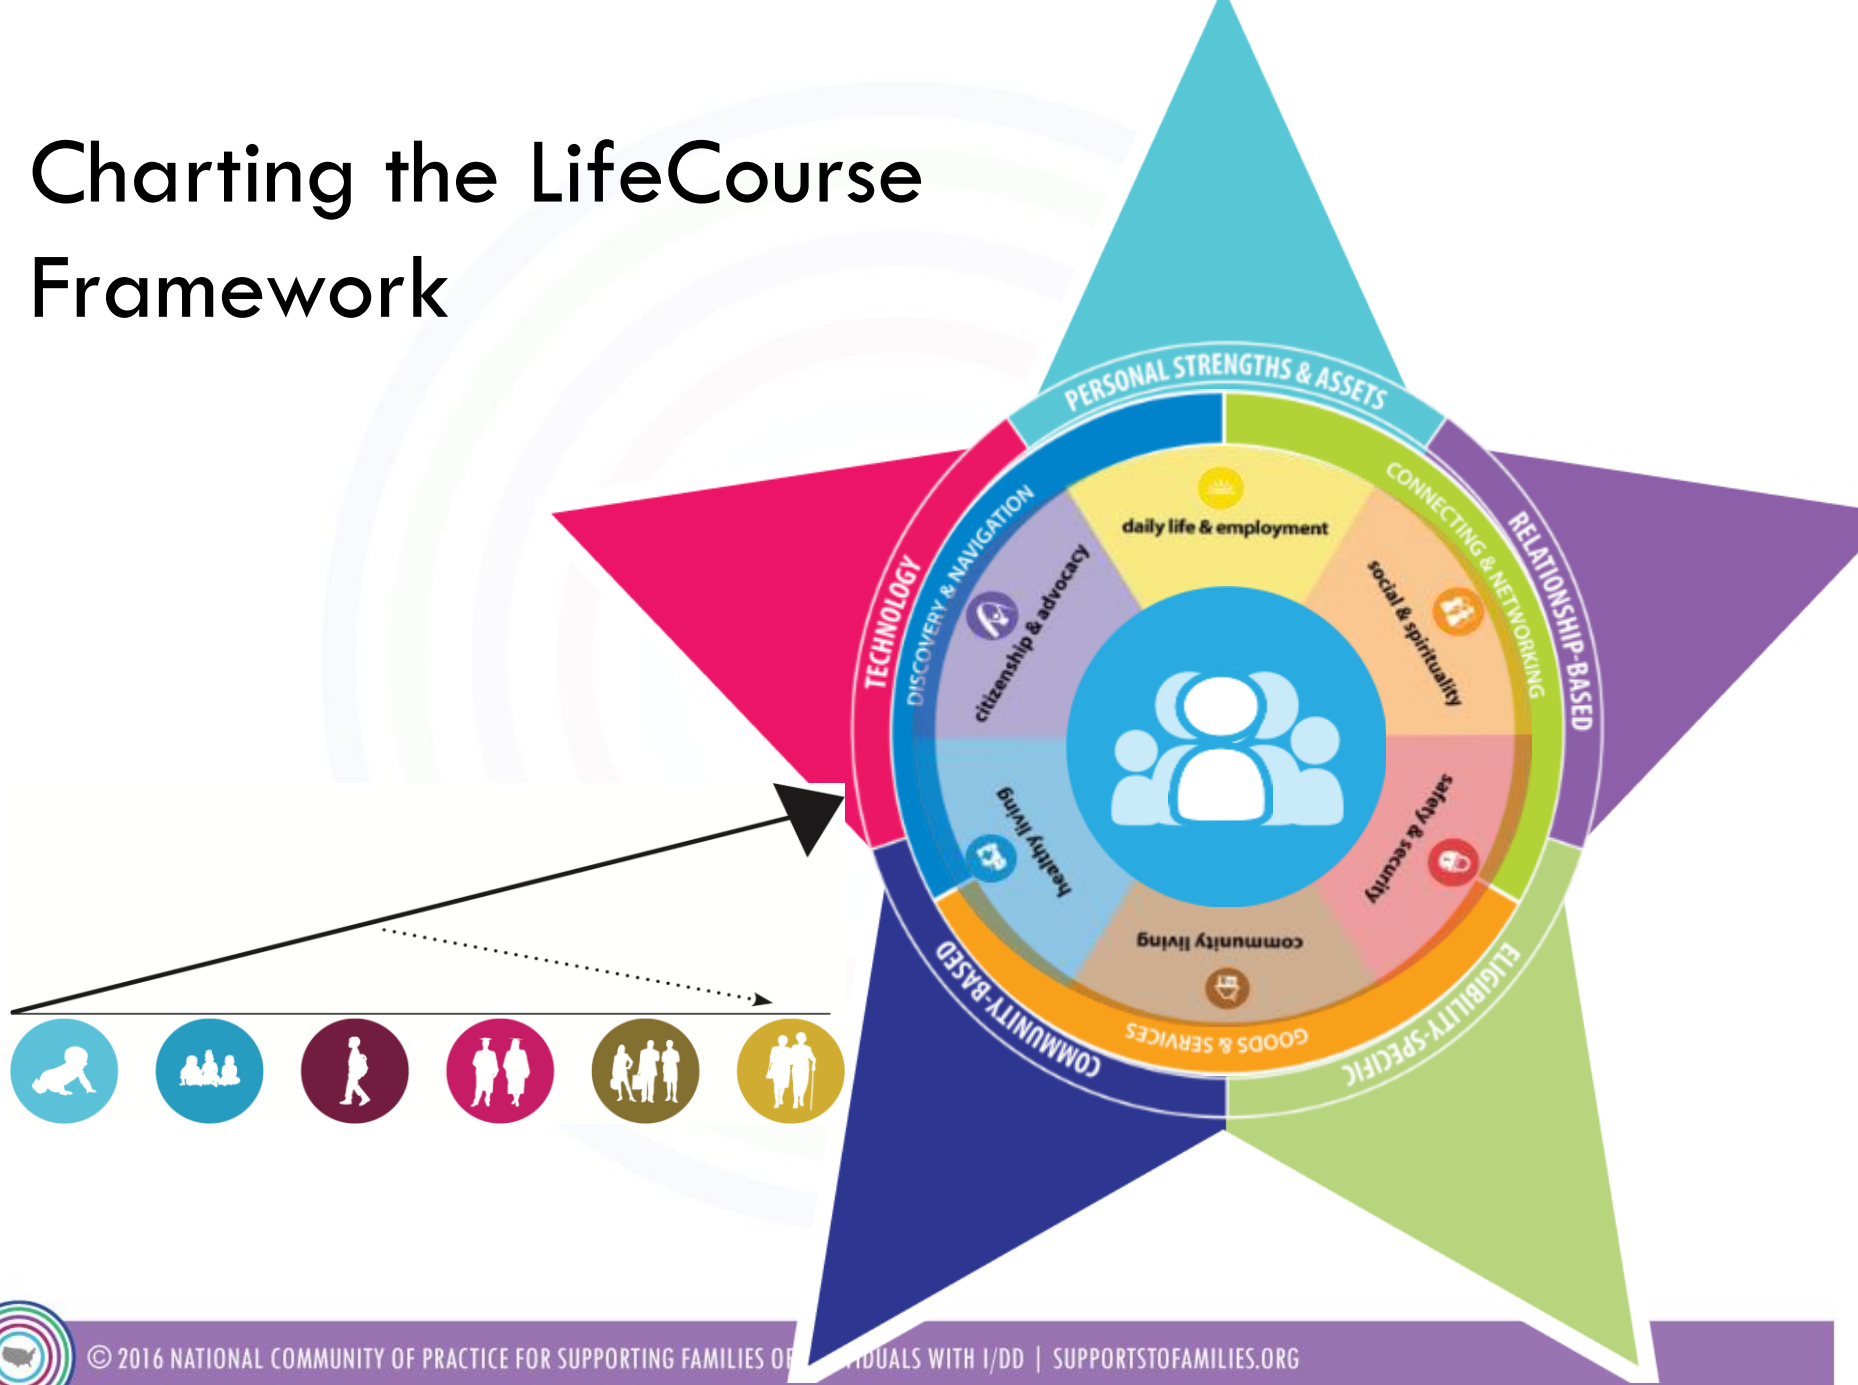 Charting the LifeCourse
Framework
PERSONAL STRENGTHS & ASSETS
TECHNOLOGY
RELATIONSHIP-BASED
DISCOVERY & NAVIGATION
CONNECTING & NETWORKING
daily life & employment
citizenship & advocacy
social & spirituality
healthy living
safety & security
community living
GOODS & SERVICES
COMMUNITY-BASED
ELIGIBILITY-SPECIFIC
© 2016 NATIONAL COMMUNITY OF PRACTICE FOR SUPPORTING FAMILIES OF WITH I/DD | SUPPORTSTOFAMILIES.ORG